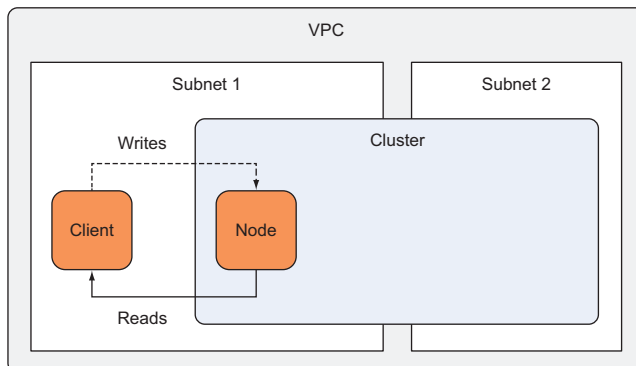 VPC
Subnet 1
Subnet 2
Cluster
Writes
Client
Node
Reads